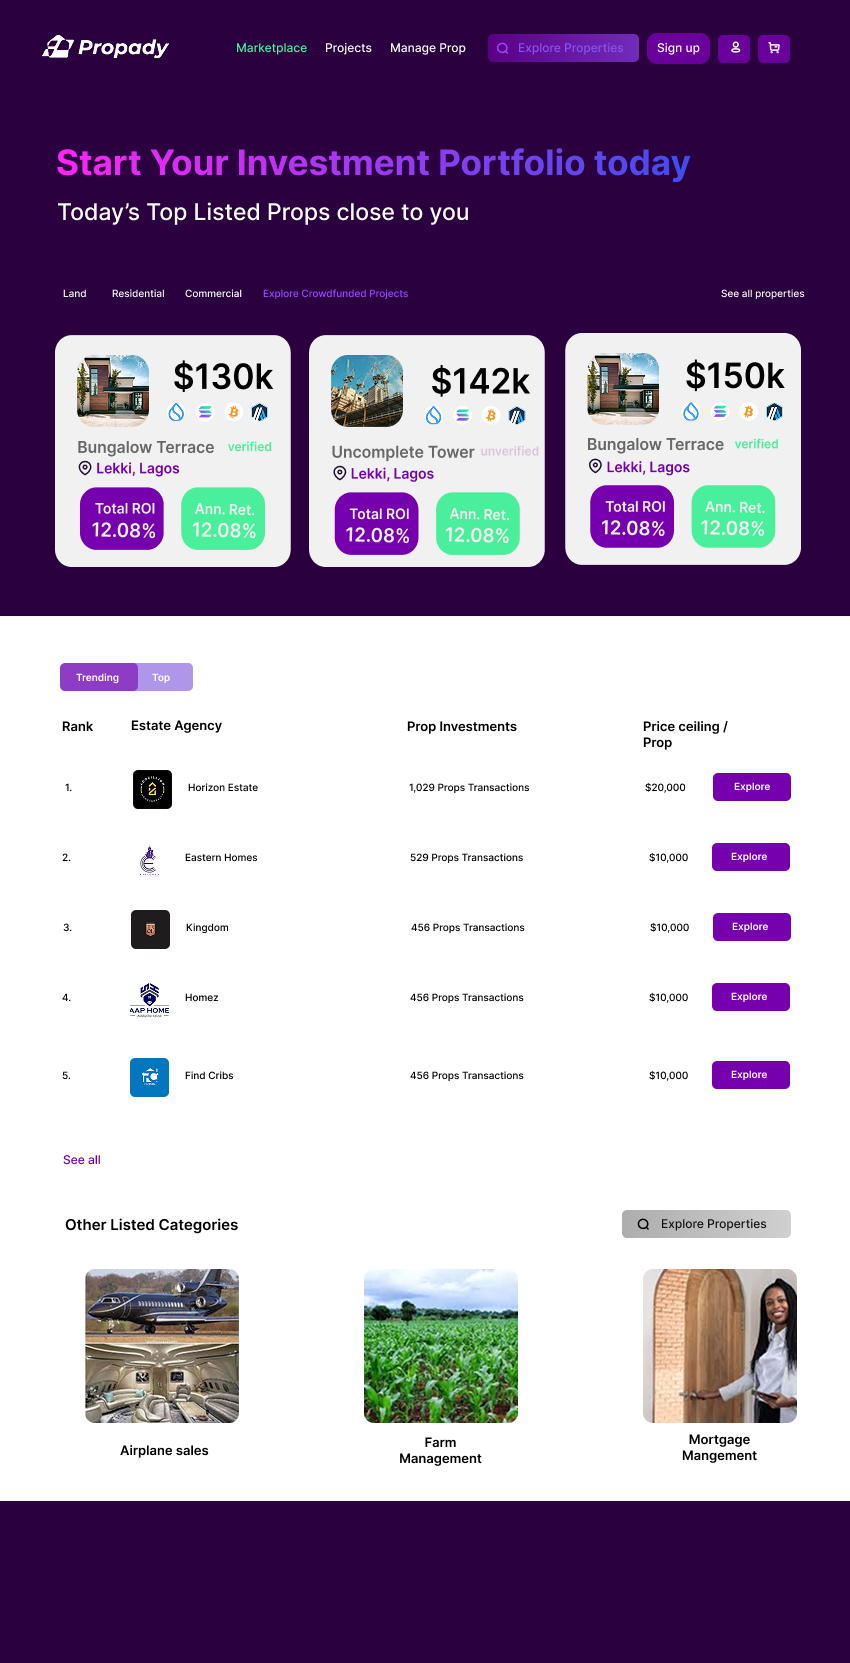 Propady
Marketplace
Projects
Manage Prop
Explore Properties
Sign up
Start Your Investment Portfolio today
Today’s Top Listed Props close to you
Land
Residential
Commercial
Explore Crowdfunded Projects
See all properties
$130k
Bungalow Terrace
verified
Lekki, Lagos
Total ROI
12.08%
Ann. Ret.
12.08%
$142k
Uncomplete Tower
unverified
Lekki, Lagos
Total ROI
12.08%
Ann. Ret.
12.08%
$150k
Bungalow Terrace
verified
Lekki, Lagos
Total ROI
12.08%
Ann. Ret.
12.08%
Trending
Top
Rank
Estate Agency
Prop Investments
Price ceiling /
Prop
1.
Horizon Estate
1,029 Props Transactions
$20,000
Explore
2.
Eastern Homes
529 Props Transactions
$10,000
Explore
3.
Kingdom
456 Props Transactions
$10,000
Explore
4.
AAP HOME
Homez
456 Props Transactions
$10,000
Explore
5.
Find Cribs
456 Props Transactions
$10,000
Explore
See all
Other Listed Categories
Explore Properties
Airplane sales
Farm
Management
Mortgage
Mangement